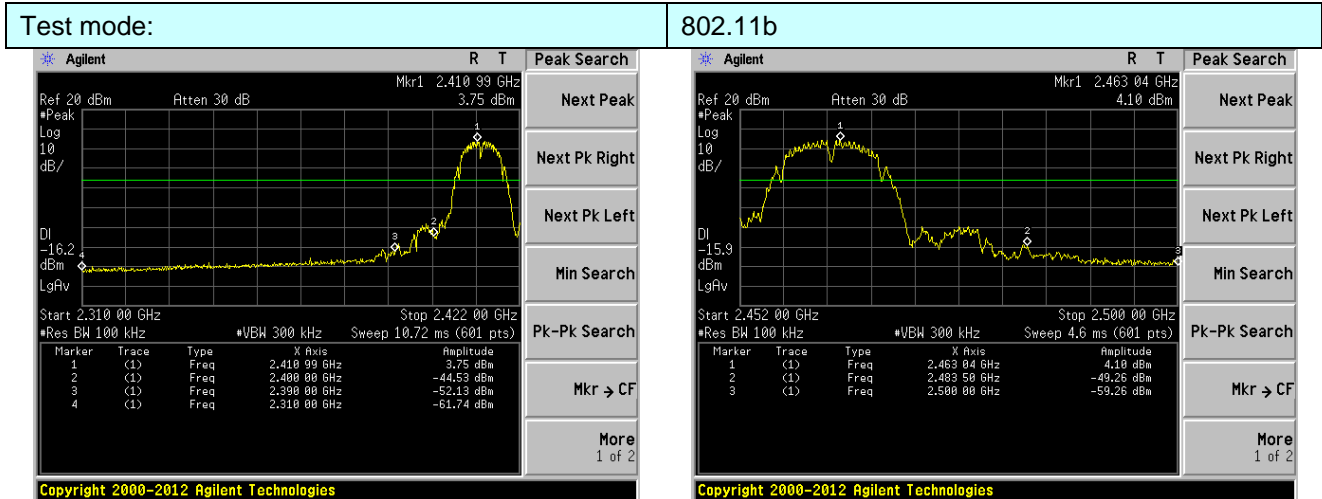 Test mode: 802.11b
Agilent R T Peak Search
Mkr1 2.410 99 GHz
Ref 20 dBm Atten 30 dB 3.75 dBm
#Peak
Log
10
dB/
DI
-16.2
dBm
LgAv
1
2
3
4
Start 2.310 00 GHz Stop 2.422 00 GHz
#Res BW 100 kHz #VBW 300 kHz Sweep 10.72 ms (601 pts)
Marker Trace Type X Axis Amplitude
1 (1) Freq 2.410 99 GHz 3.75 dBm
2 (1) Freq 2.400 00 GHz -44.53 dBm
3 (1) Freq 2.390 00 GHz -52.13 dBm
4 (1) Freq 2.310 00 GHz -61.74 dBm
Copyright 2000-2012 Agilent Technologies
Next Peak
Next Pk Right
Next Pk Left
Min Search
Pk-Pk Search
Mkr → CF
More
1 of 2
Agilent R T Peak Search
Mkr1 2.463 04 GHz
Ref 20 dBm Atten 30 dB 4.10 dBm
#Peak
Log
10
dB/
DI
-15.9
dBm
LgAv
1
2
3
Start 2.452 00 GHz Stop 2.500 00 GHz
#Res BW 100 kHz #VBW 300 kHz Sweep 4.6 ms (601 pts)
Marker Trace Type X Axis Amplitude
1 (1) Freq 2.463 04 GHz 4.10 dBm
2 (1) Freq 2.483 50 GHz -49.26 dBm
3 (1) Freq 2.500 00 GHz -59.26 dBm
Copyright 2000-2012 Agilent Technologies
Next Peak
Next Pk Right
Next Pk Left
Min Search
Pk-Pk Search
Mkr → CF
More
1 of 2